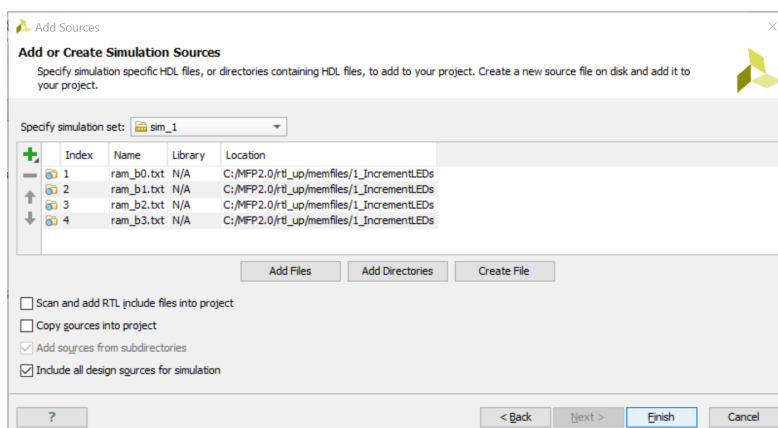 Add Sources
Add or Create Simulation Sources
Specify simulation specific HDL files, or directories containing HDL files, to add to your project. Create a new source file on disk and add it to
your project.
Specify simulation set: sim_1
Index Name Library Location
1 ram_b0.txt N/A C:/MFP2.0/rtl_up/memfiles/1_IncrementLEDs
2 ram_b1.txt N/A C:/MFP2.0/rtl_up/memfiles/1_IncrementLEDs
3 ram_b2.txt N/A C:/MFP2.0/rtl_up/memfiles/1_IncrementLEDs
4 ram_b3.txt N/A C:/MFP2.0/rtl_up/memfiles/1_IncrementLEDs
Add Files Add Directories Create File
Scan and add RTL include files into project
Copy sources into project
Add sources from subdirectories
Include all design sources for simulation
? < Back Next > Finish Cancel